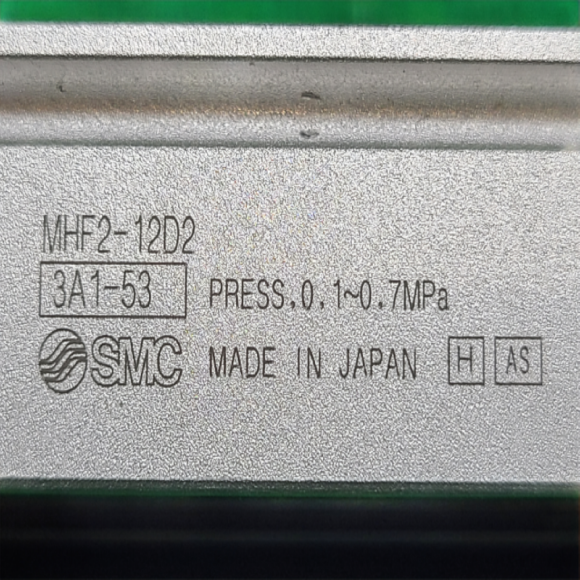 MHF2-12D2
3A1-53 PRESS.0.1~0.7MPa
SMC MADE IN JAPAN H AS